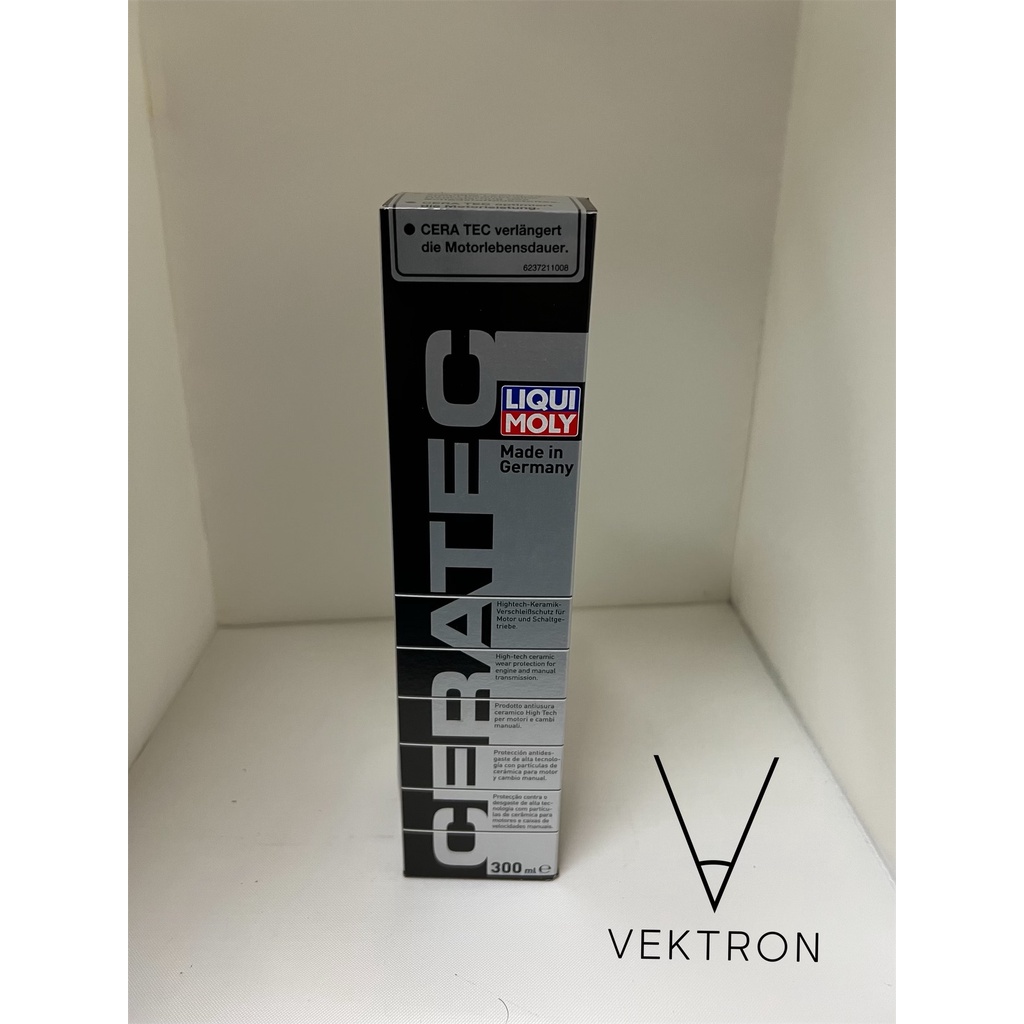 ● CERA TEC verlängert
die Motorlebensdauer.
6237211008
CERATEC
LIQUI
MOLY
Made in
Germany
Hightech-Keramik-
Verschleißschutz für
Motor und Schaltge-
triebe.
High-tech ceramic
wear protection for
engine and manual
transmission.
Prodotto antiusura
ceramico High Tech
per motori e cambi
manuali.
Protección antides-
gaste de alta tecnolo-
gía con partículas de
cerámica para motor
y cambio manual.
Protecção contra o
desgaste de alta tec-
nologia com partícu-
las de cerâmica para
motores e caixas de
velocidades manuais.
300 ml ℮
VEKTRON